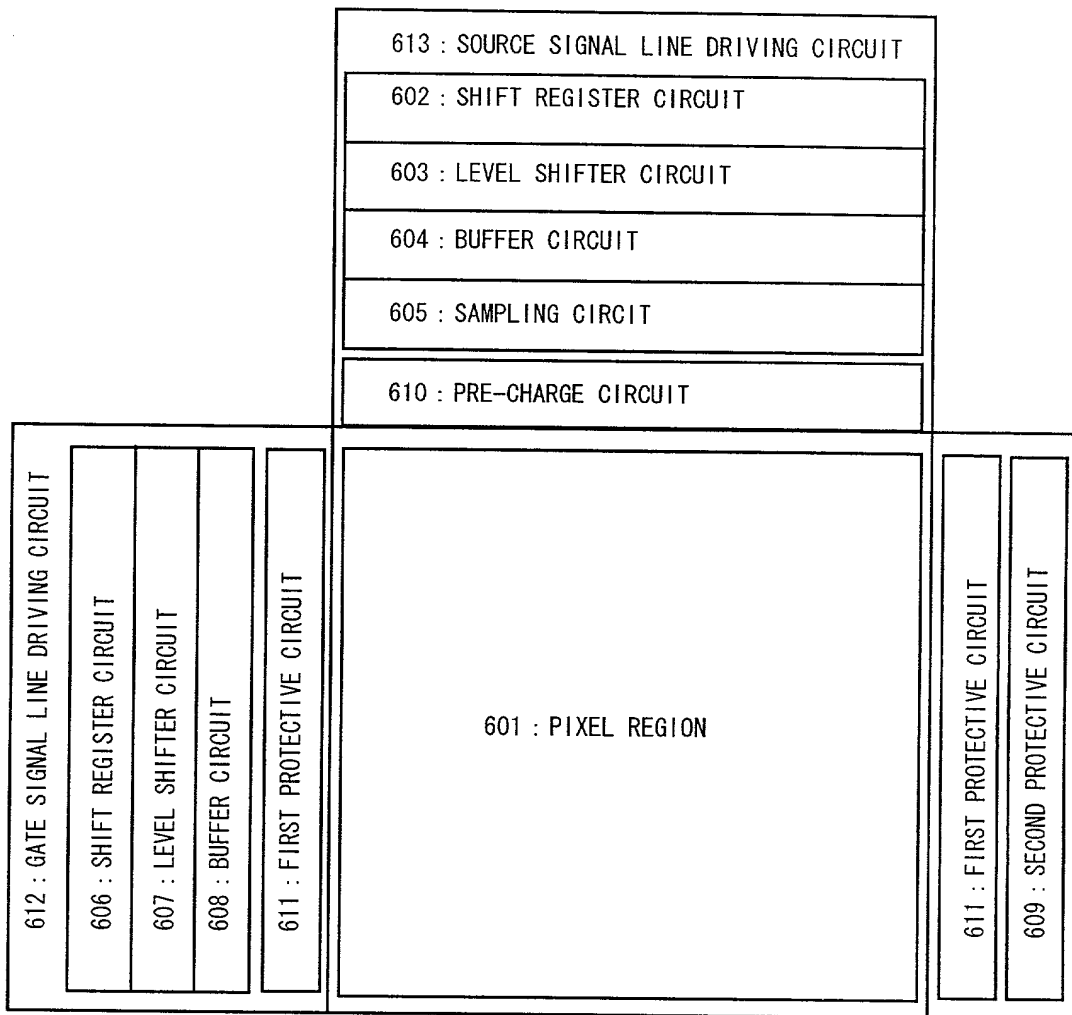 613 : SOURCE SIGNAL LINE DRIVING CIRCUIT
602 : SHIFT REGISTER CIRCUIT
603 : LEVEL SHIFTER CIRCUIT
604 : BUFFER CIRCUIT
605 : SAMPLING CIRCIT
610 : PRE-CHARGE CIRCUIT
612 : GATE SIGNAL LINE DRIVING CIRCUIT
606 : SHIFT REGISTER CIRCUIT
607 : LEVEL SHIFTER CIRCUIT
608 : BUFFER CIRCUIT
611 : FIRST PROTECTIVE CIRCUIT
601 : PIXEL REGION
611 : FIRST PROTECTIVE CIRCUIT
609 : SECOND PROTECTIVE CIRCUIT